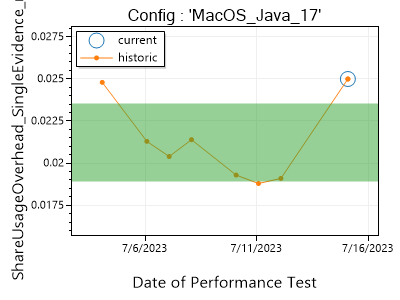 Config : 'MacOS_Java_17'
ShareUsageOverhead_SingleEvidence_
current
historic
0.0275
0.025
0.0225
0.02
0.0175
7/6/2023
7/11/2023
7/16/2023
Date of Performance Test